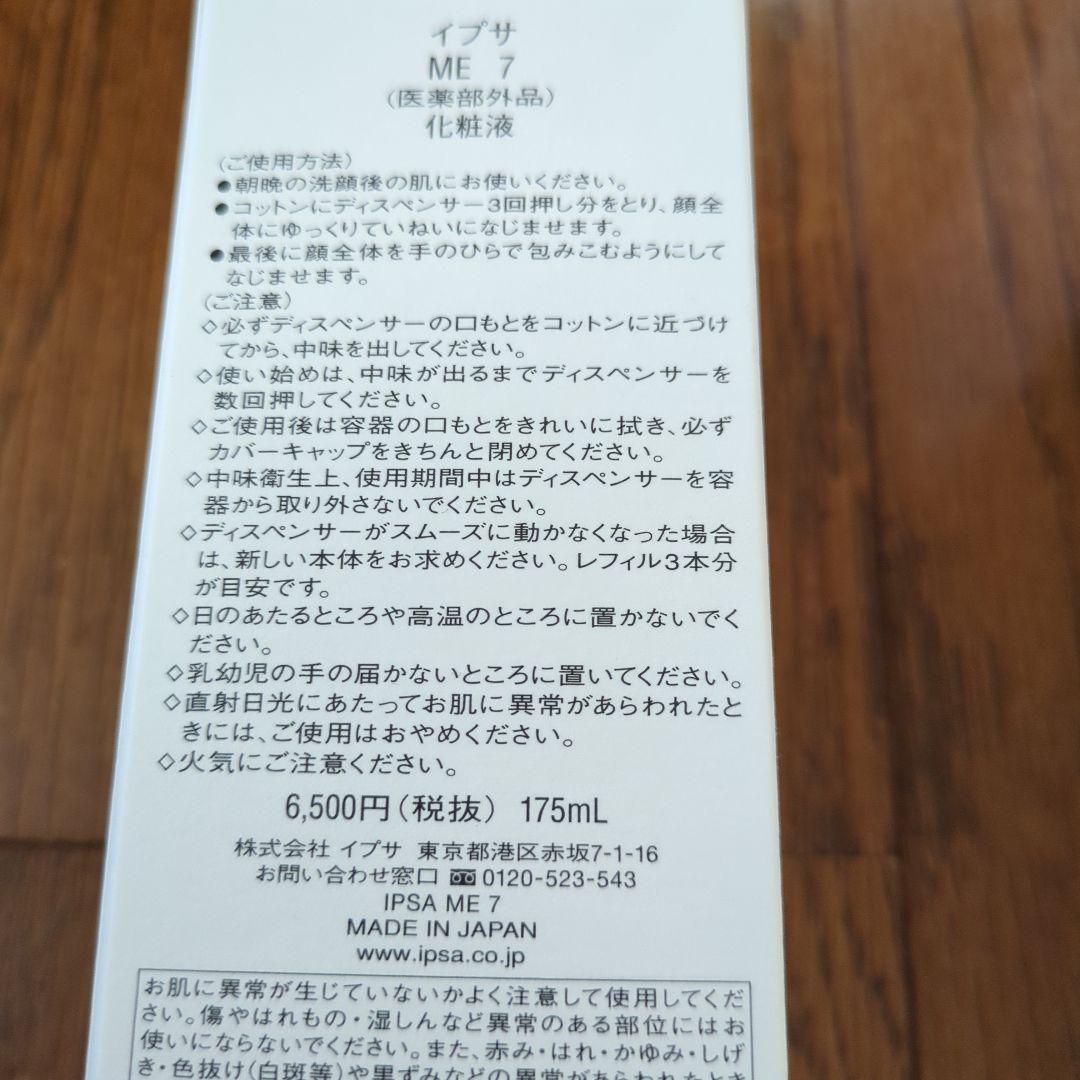 イプサ
ME 7
(医薬部外品)
化粧液
(ご使用方法)
●朝晩の洗顔後の肌にお使いください。
●コットンにディスペンサー3回押し分をとり、顔全
体にゆっくりていねいになじませます。
●最後に顔全体を手のひらで包みこむようにして
なじませます。
(ご注意)
◇必ずディスペンサーの口もとをコットンに近づけ
てから、中味を出してください。
◇使い始めは、中味が出るまでディスペンサーを
数回押してください。
◇ご使用後は容器の口もとをきれいに拭き、必ず
カバーキャップをきちんと閉めてください。
◇中味衛生上、使用期間中はディスペンサーを容
器から取り外さないでください。
◇ディスペンサーがスムーズに動かなくなった場合
は、新しい本体をお求めください。レフィル3本分
が目安です。
◇日のあたるところや高温のところに置かないでく
ださい。
◇乳幼児の手の届かないところに置いてください。
◇直射日光にあたってお肌に異常があらわれたと
きには、ご使用はおやめください。
◇火気にご注意ください。
6,500円(税抜) 175mL
株式会社 イプサ 東京都港区赤坂7-1-16
お問い合わせ窓口 0120-523-543
IPSA ME 7
MADE IN JAPAN
www.ipsa.co.jp
お肌に異常が生じていないかよく注意して使用してくだ
さい。傷やはれもの・湿しんなど異常のある部位にはお
使いにならないでください。また、赤み・はれ・かゆみ・しげ
き・色抜け(白斑等)や黒ずみなどの異常があらわれたとき